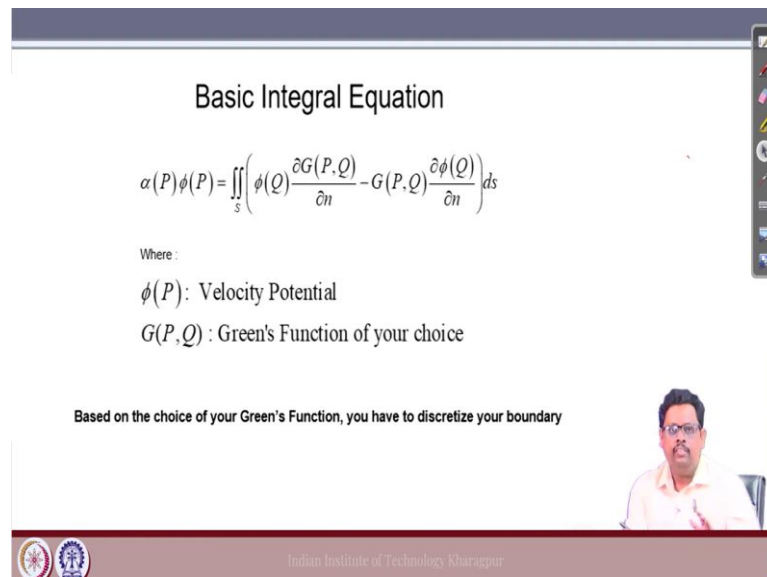 Basic Integral Equation
α(P)ϕ(P) = ∬_S (ϕ(Q) ∂G(P,Q)/∂n − G(P,Q) ∂ϕ(Q)/∂n) ds
Where :
ϕ(P): Velocity Potential
G(P,Q) : Green's Function of your choice
Based on the choice of your Green's Function, you have to discretize your boundary
Indian Institute of Technology Kharagpur